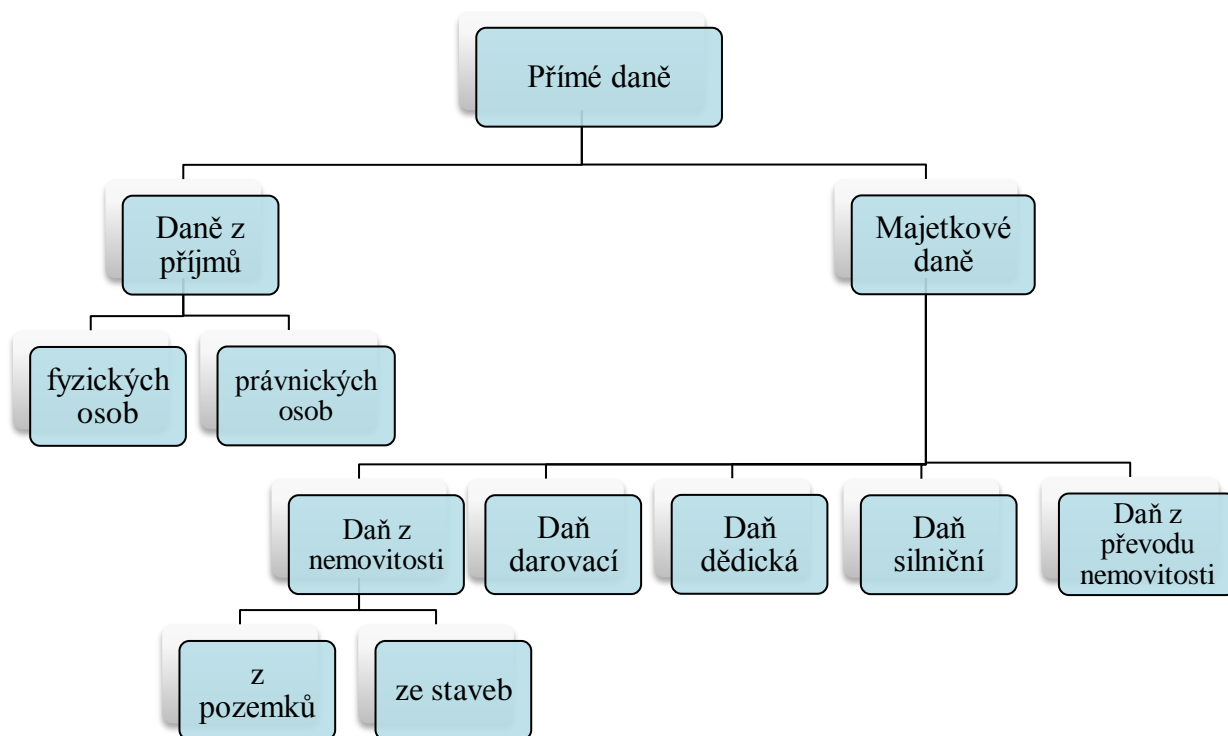 Přímé daně
Daně z
příjmů
Majetkové
daně
fyzických
osob
právnických
osob
Daň z
nemovitosti
Daň
darovací
Daň
dědická
Daň
silniční
Daň z
převodu
nemovitosti
z
pozemků
ze staveb